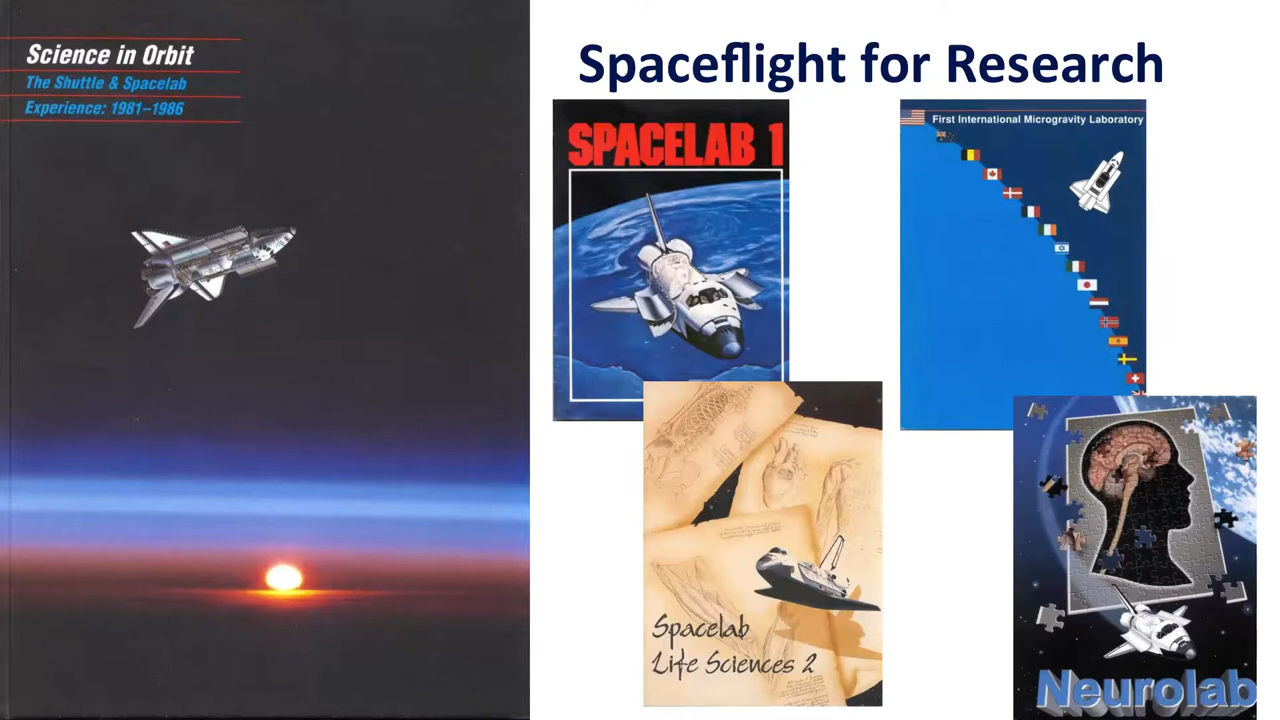 Science in Orbit
The Shuttle & Spacelab
Experience: 1981–1986
Spaceflight for Research
SPACELAB 1
First International Microgravity Laboratory
Spacelab
Life Sciences 2
Neurolab